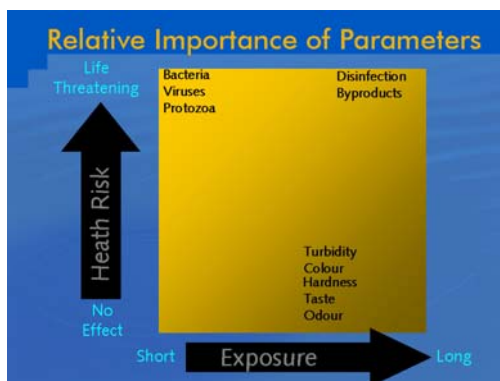 Relative Importance of Parameters
Life
Threatening
Bacteria
Viruses
Protozoa
Disinfection
Byproducts
Heath Risk
Turbidity
Colour
Hardness
Taste
Odour
No
Effect
Short
Exposure
Long